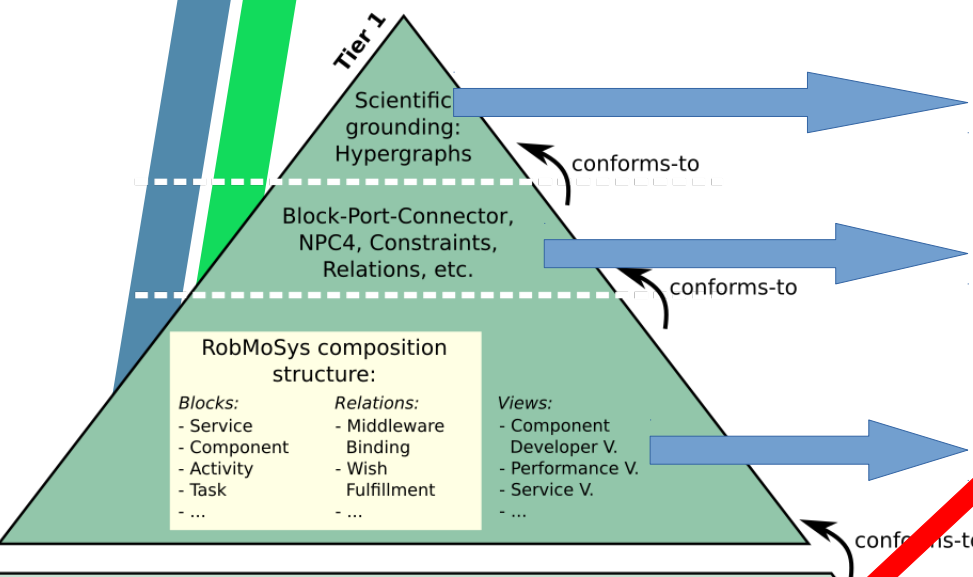 Tier 1
Scientific
grounding:
Hypergraphs
conforms-to
Block-Port-Connector,
NPC4, Constraints,
Relations, etc.
conforms-to
RobMoSys composition
structure:
Blocks:
- Service
- Component
- Activity
- Task
- ...
Relations:
- Middleware
Binding
- Wish
Fulfillment
- ...
Views:
- Component
Developer V.
- Performance V.
- Service V.
- ...